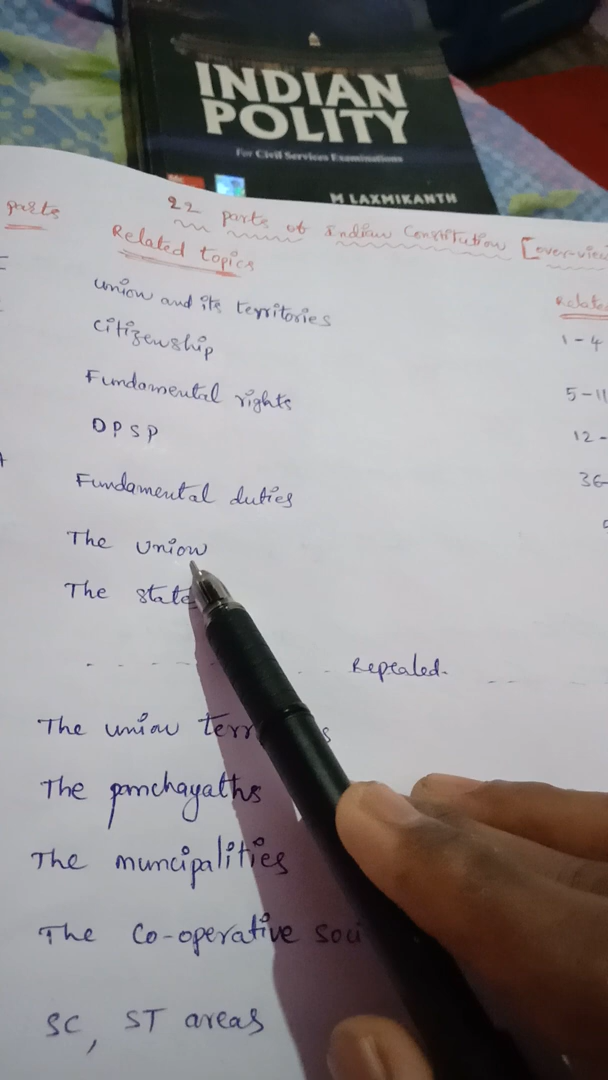 INDIAN
POLITY
For Civil Services Examinations
M LAXMIKANTH
22 parts of Indian Constitution [over-view
parts
Related topics
Related
Union and its territories
1-4
Citizenship
5-11
Fundamental rights
12-
DPSP
36-
Fundamental duties
The Union
The state
Repealed.
The union terr s
The panchayaths
The muncipalities
The Co-operative soci
SC, ST areas